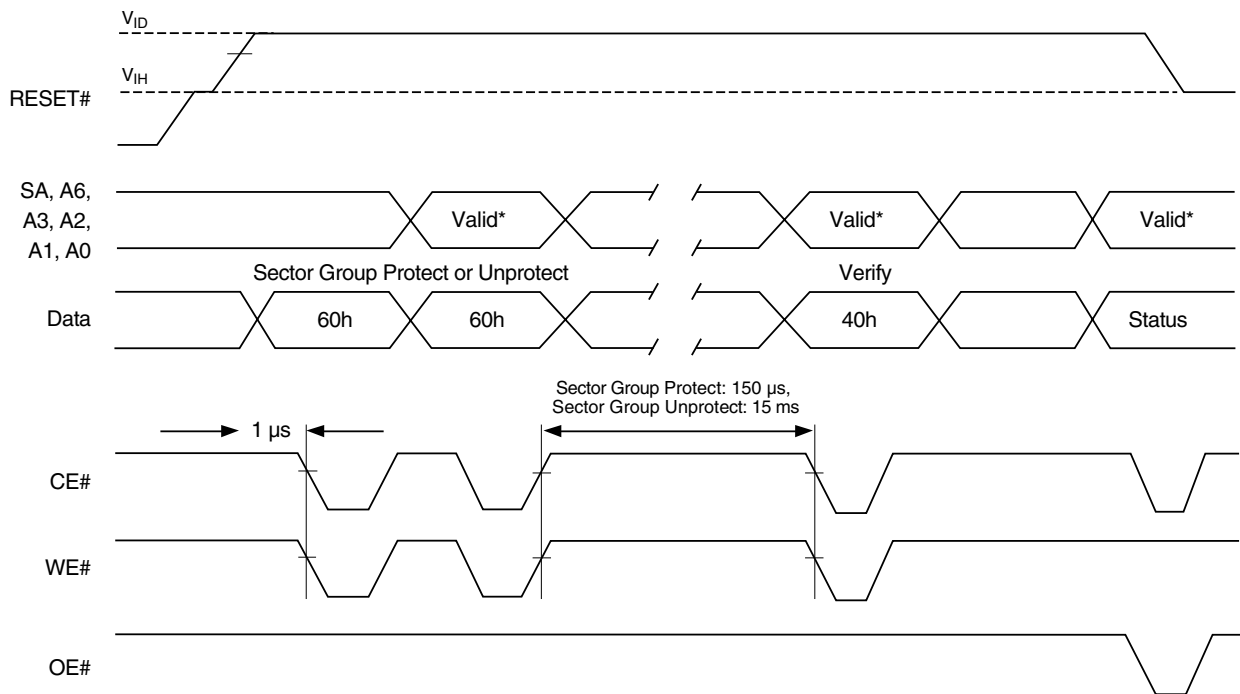 VID
VIH
RESET#
SA, A6,
A3, A2,
A1, A0
Valid*
Valid*
Valid*
Sector Group Protect or Unprotect
Verify
Data
60h
60h
40h
Status
Sector Group Protect: 150 µs,
Sector Group Unprotect: 15 ms
1 µs
CE#
WE#
OE#